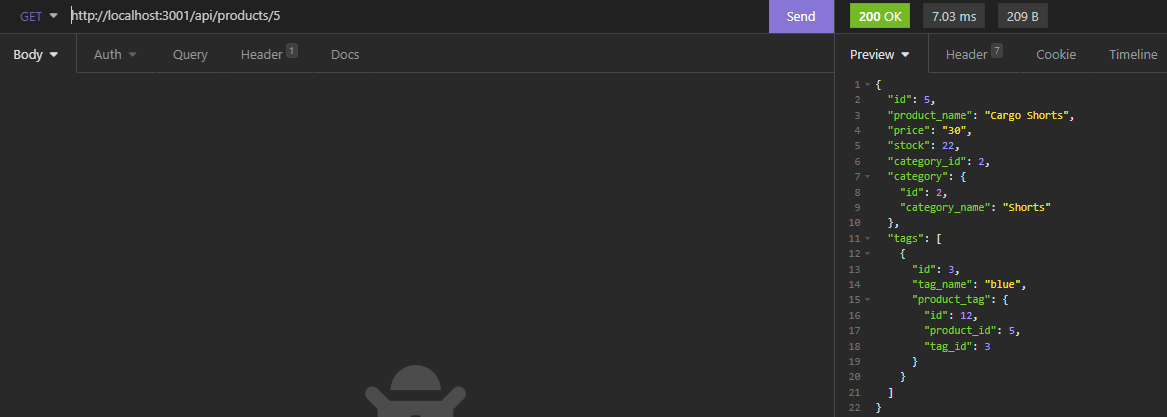 GET http://localhost:3001/api/products/5 Send 200 OK 7.03 ms 209 B
Body Auth Query Header 1 Docs Preview Header 7 Cookie Timeline
1 {
2 "id": 5,
3 "product_name": "Cargo Shorts",
4 "price": "30",
5 "stock": 22,
6 "category_id": 2,
7 "category": {
8 "id": 2,
9 "category_name": "Shorts"
10 },
11 "tags": [
12 {
13 "id": 3,
14 "tag_name": "blue",
15 "product_tag": {
16 "id": 12,
17 "product_id": 5,
18 "tag_id": 3
19 }
20 }
21 ]
22 }